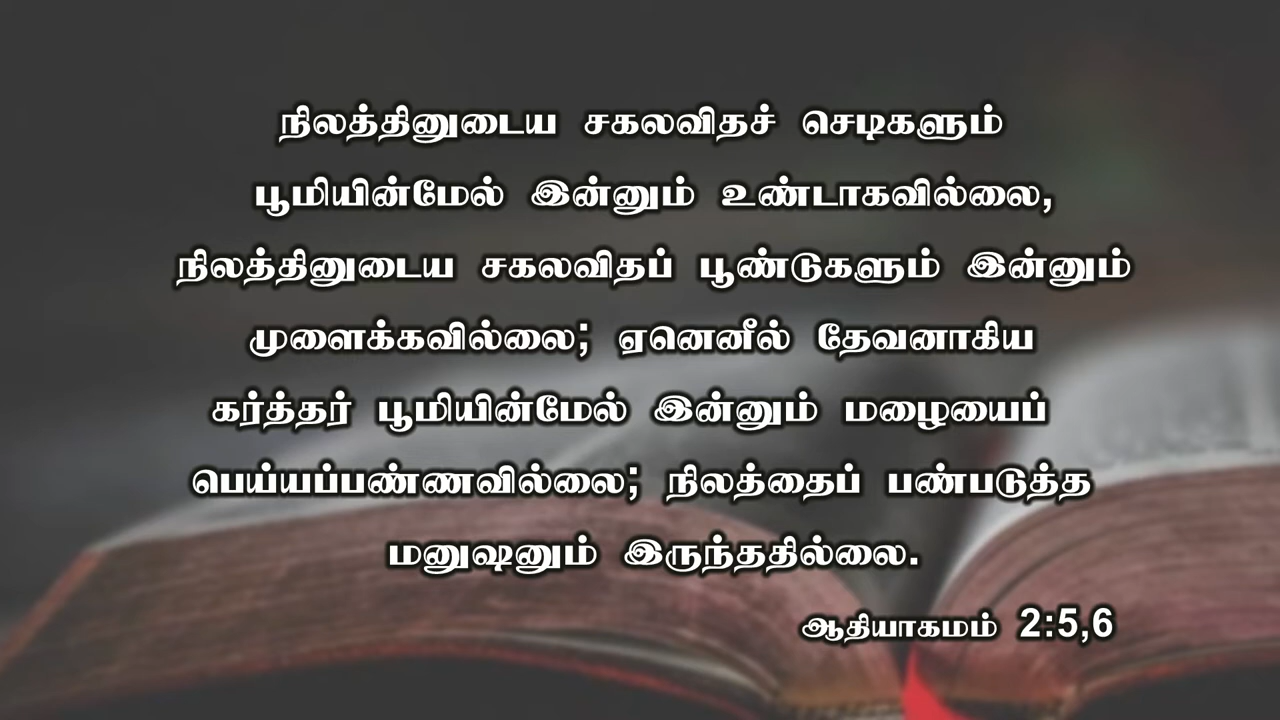 நிலத்தினுடைய சகலவிதச் செடிகளும்
பூமியின்மேல் இன்னும் உண்டாகவில்லை,
நிலத்தினுடைய சகலவிதப் பூண்டுகளும் இன்னும்
முளைக்கவில்லை; ஏனெனீல் தேவனாகிய
கர்த்தர் பூமியின்மேல் இன்னும் மழையைப்
பெய்யப்பண்ணவில்லை; நிலத்தைப் பண்படுத்த
மனுஷனும் இருந்ததில்லை.
ஆதியாகமம் 2:5,6